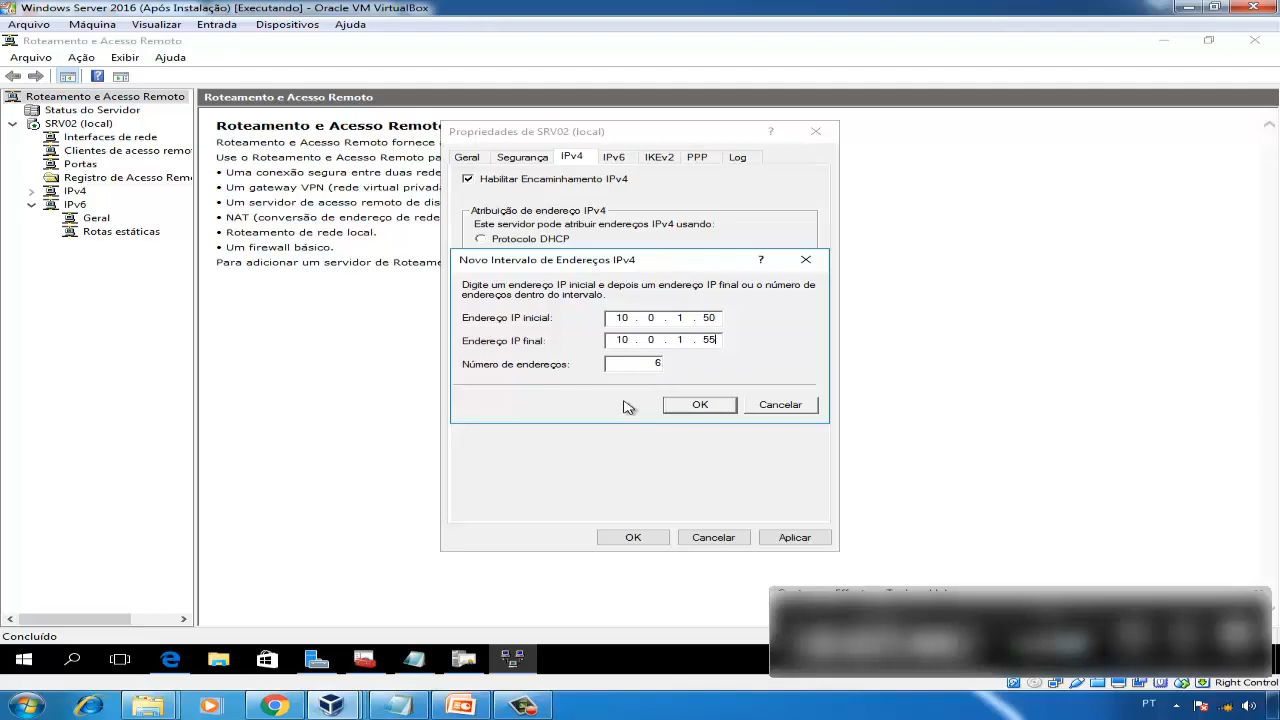 Windows Server 2016 (Após Instalação) [Executando] - Oracle VM VirtualBox
Arquivo Máquina Visualizar Entrada Dispositivos Ajuda
Roteamento e Acesso Remoto
Arquivo Ação Exibir Ajuda
Roteamento e Acesso Remoto
Status do Servidor
SRV02 (local)
Interfaces de rede
Clientes de acesso remo
Portas
Registro de Acesso Rem
IPv4
IPv6
Geral
Rotas estáticas
Roteamento e Acesso Remoto
Roteamento e Acesso Remot
Roteamento e Acesso Remoto fornece
Use o Roteamento e Acesso Remoto pa
• Uma conexão segura entre duas rede
• Um gateway VPN (rede virtual privad
• Um servidor de acesso remoto de dis
• NAT (conversão de endereço de rede
• Roteamento de rede local.
• Um firewall básico.
Para adicionar um servidor de Roteame
Propriedades de SRV02 (local) ?
Geral Segurança IPv4 IPv6 IKEv2 PPP Log
Habilitar Encaminhamento IPv4
Atribuição de endereço IPv4
Este servidor pode atribuir endereços IPv4 usando:
Protocolo DHCP
Novo Intervalo de Endereços IPv4 ?
Digite um endereço IP inicial e depois um endereço IP final ou o número de
endereços dentro do intervalo.
Endereço IP inicial: 10 . 0 . 1 . 50
Endereço IP final: 10 . 0 . 1 . 55
Número de endereços: 6
OK Cancelar
OK Cancelar Aplicar
Concluído
Right Control
PT